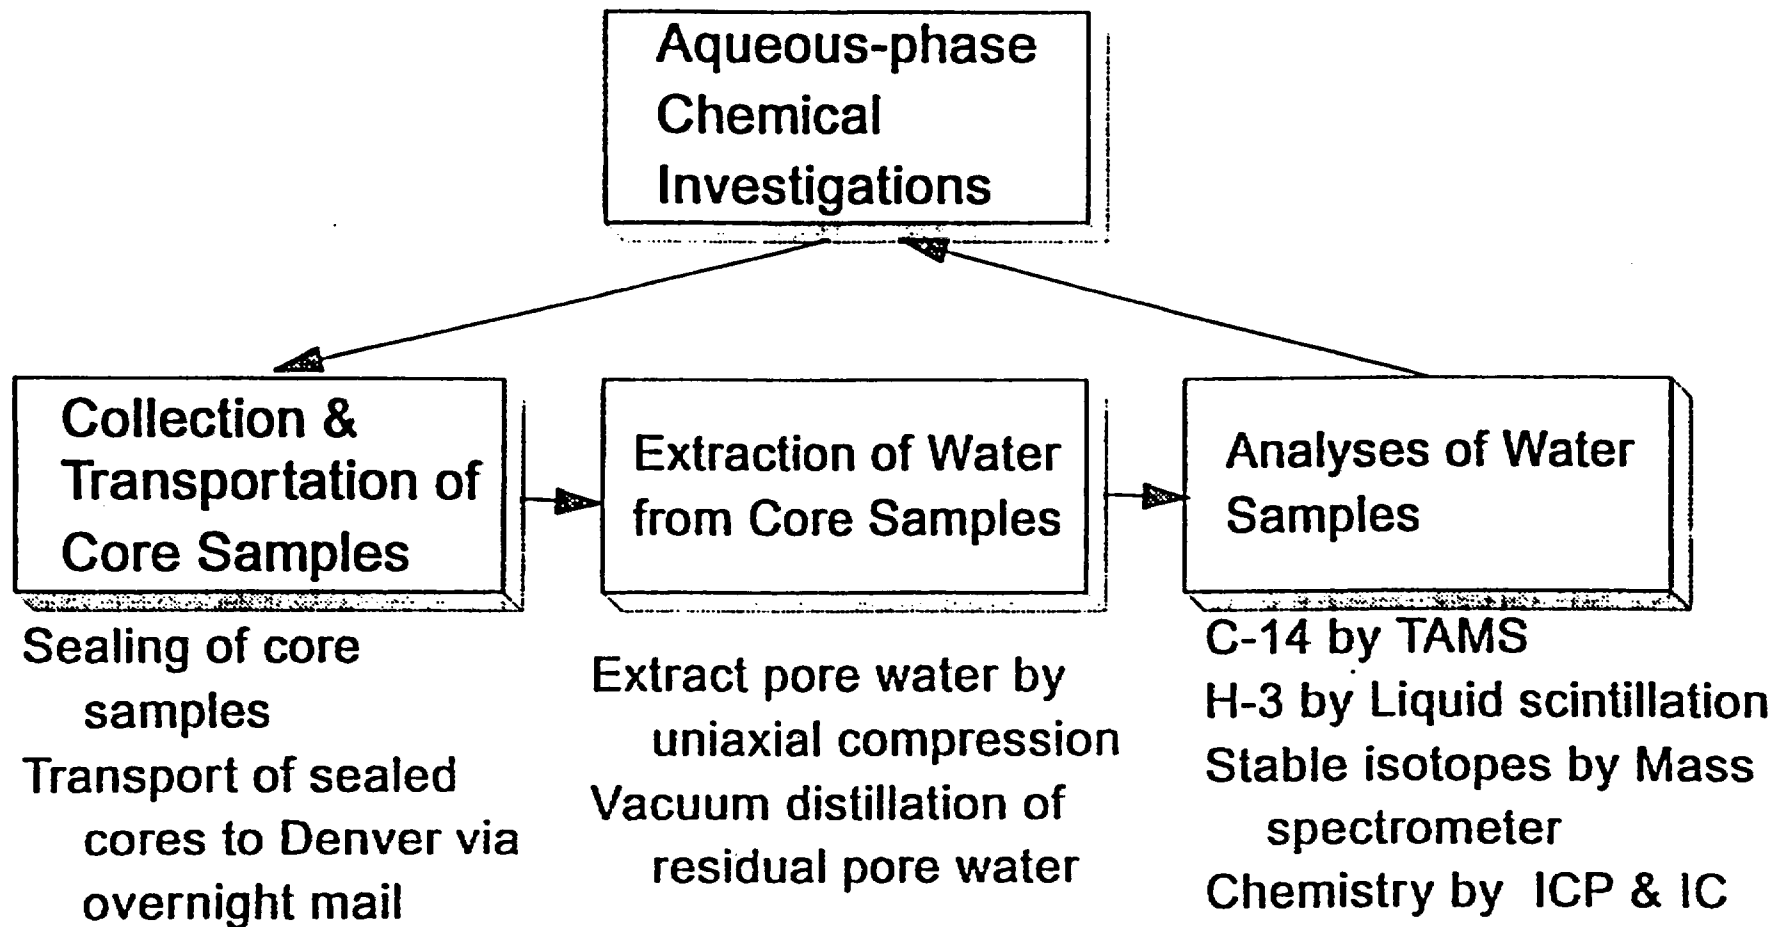 Aqueous-phase
Chemical
Investigations
Collection &
Transportation of
Core Samples
Sealing of core
samples
Transport of sealed
cores to Denver via
overnight mail
Extraction of Water
from Core Samples
Extract pore water by
uniaxial compression
Vacuum distillation of
residual pore water
Analyses of Water
Samples
C-14 by TAMS
H-3 by Liquid scintillation
Stable isotopes by Mass
spectrometer
Chemistry by ICP & IC